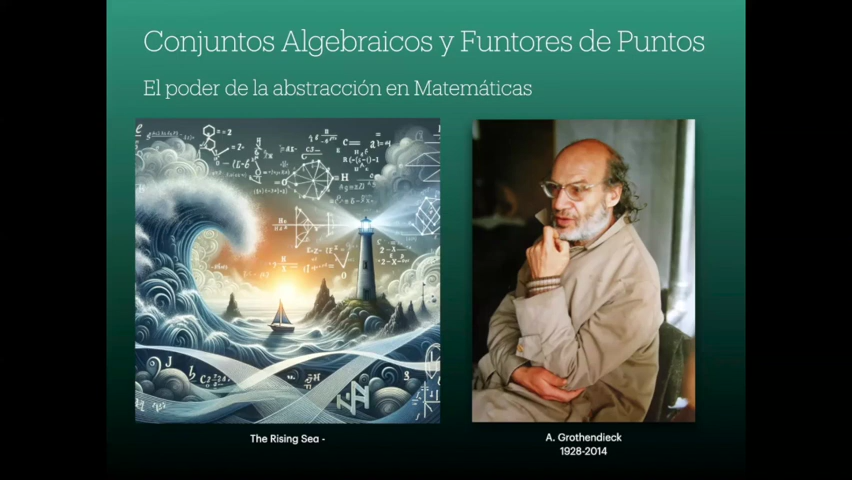 Conjuntos Algebraicos y Funtores de Puntos
El poder de la abstracción en Matemáticas
The Rising Sea -
A. Grothendieck
1928-2014